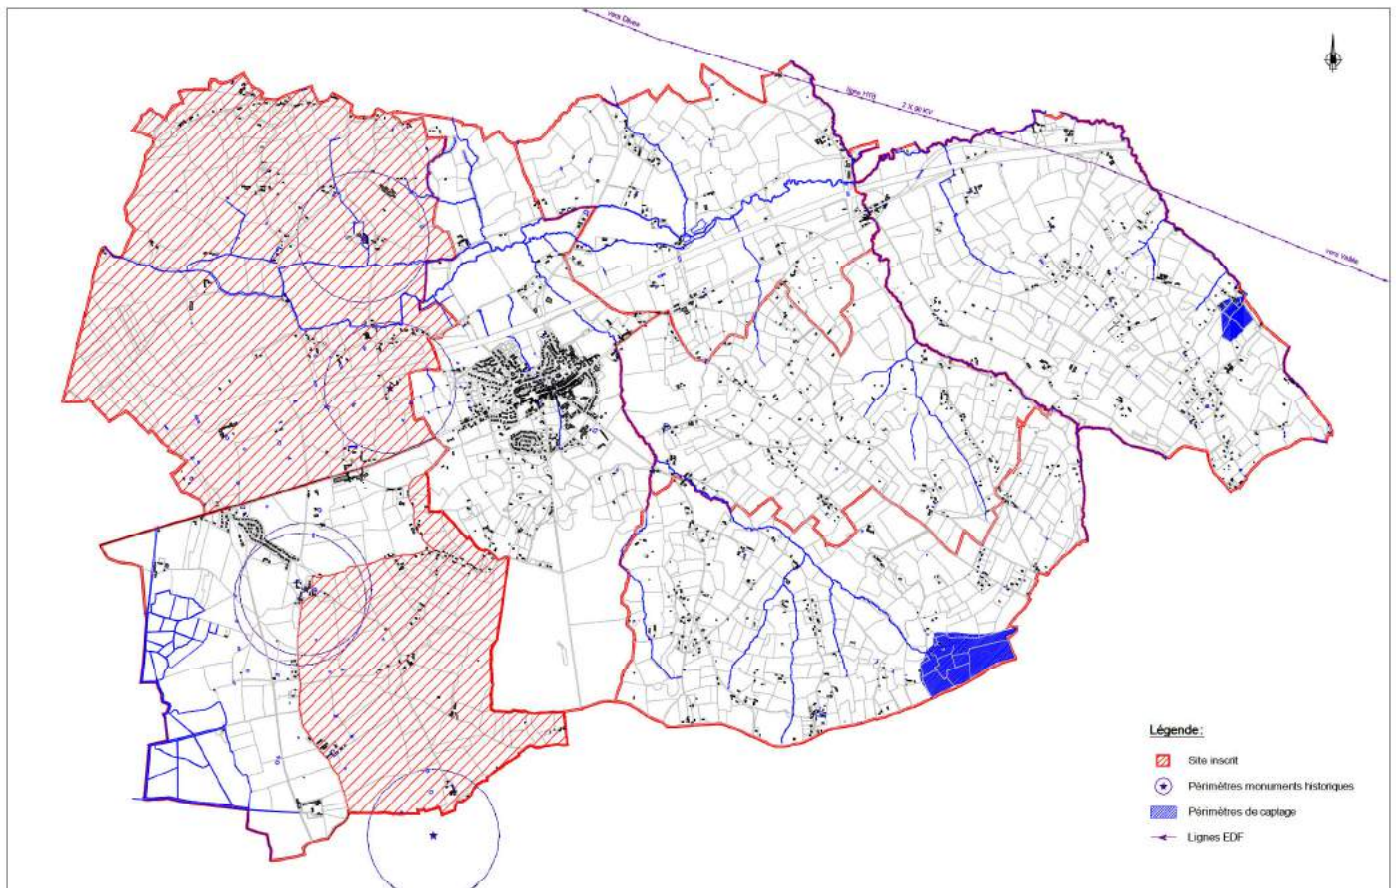 vers Dives
ligne HTB
2 X 90 KV
vers Vallée
Légende:
Site inscrit
Périmètres monuments historiques
Périmètres de captage
Lignes EDF